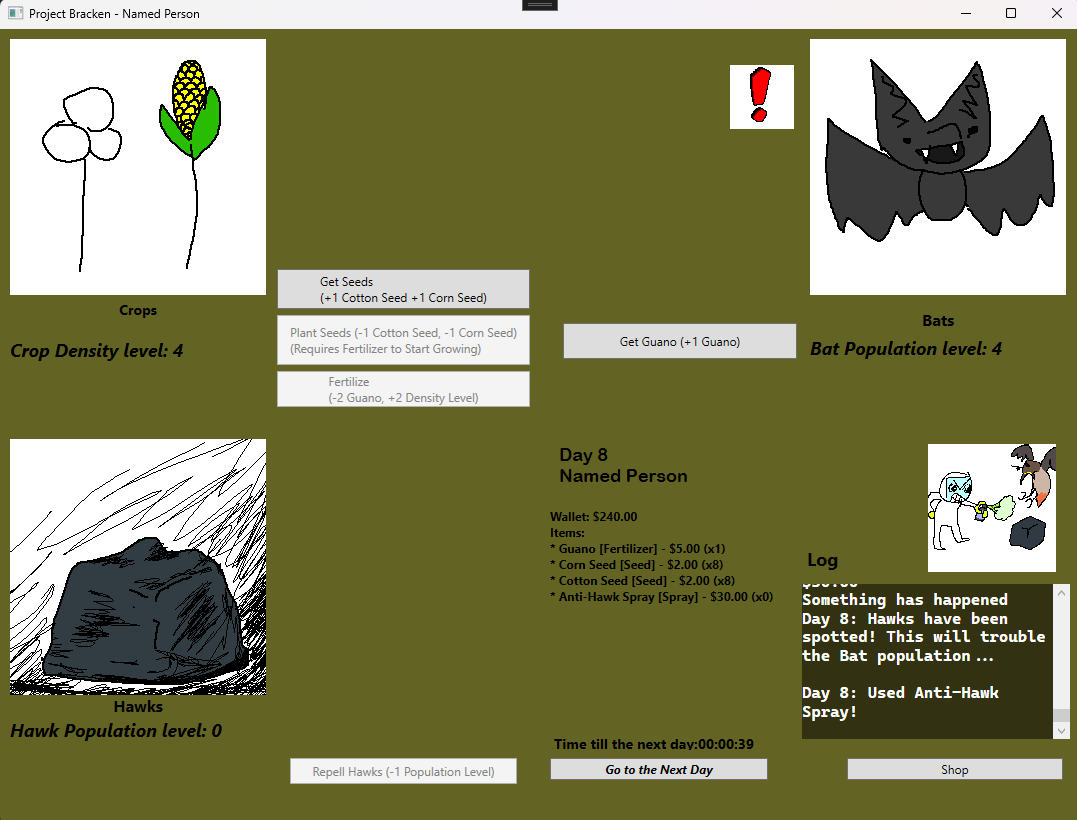 Project Bracken - Named Person
Crops
Crop Density level: 4
Get Seeds
(+1 Cotton Seed +1 Corn Seed)
Plant Seeds (-1 Cotton Seed, -1 Corn Seed)
(Requires Fertilizer to Start Growing)
Fertilize
(-2 Guano, +2 Density Level)
Get Guano (+1 Guano)
Bats
Bat Population level: 4
Hawks
Hawk Population level: 0
Repell Hawks (-1 Population Level)
Day 8
Named Person
Wallet: $240.00
Items:
* Guano [Fertilizer] - $5.00 (x1)
* Corn Seed [Seed] - $2.00 (x8)
* Cotton Seed [Seed] - $2.00 (x8)
* Anti-Hawk Spray [Spray] - $30.00 (x0)
Time till the next day:00:00:39
Go to the Next Day
Log
$30.00
Something has happened
Day 8: Hawks have been
spotted! This will trouble
the Bat population...
Day 8: Used Anti-Hawk
Spray!
Shop